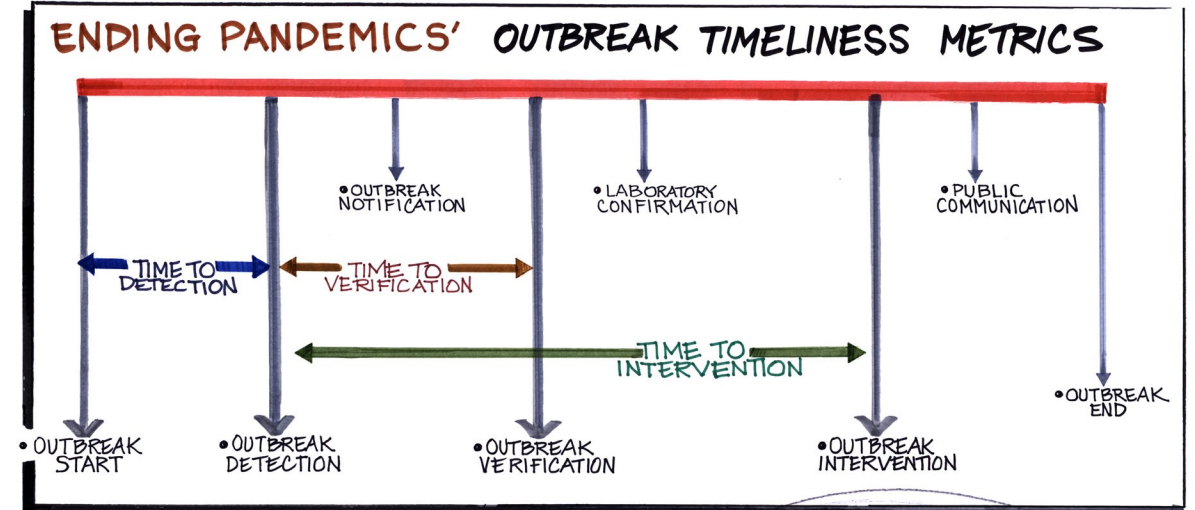 ENDING PANDEMICS' OUTBREAK TIMELINESS METRICS
• OUTBREAK
NOTIFICATION
• LABORATORY
CONFIRMATION
• PUBLIC
COMMUNICATION
TIME TO
DETECTION
TIME TO
VERIFICATION
TIME TO
INTERVENTION
• OUTBREAK
START
• OUTBREAK
DETECTION
• OUTBREAK
VERIFICATION
• OUTBREAK
INTERVENTION
• OUTBREAK
END